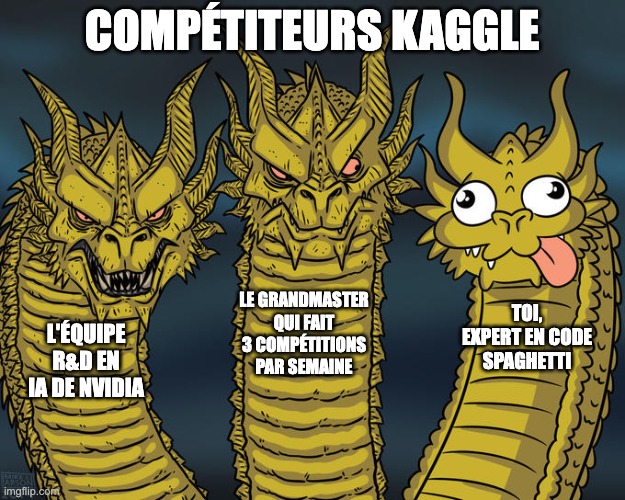 COMPÉTITEURS KAGGLE
L'ÉQUIPE
R&D EN
IA DE NVIDIA
LE GRANDMASTER
QUI FAIT
3 COMPÉTITIONS
PAR SEMAINE
TOI,
EXPERT EN CODE
SPAGHETTI
imgflip.com